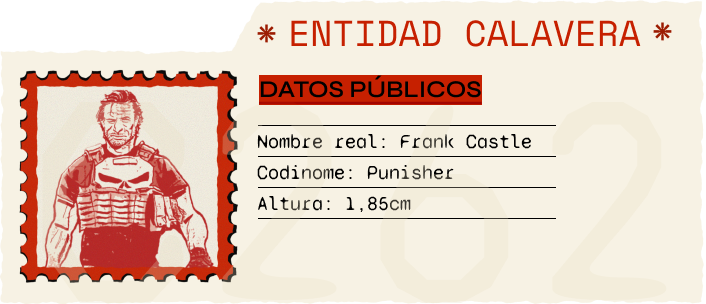 * ENTIDAD CALAVERA *
DATOS PÚBLICOS
Nombre real: Frank Castle
Codinome: Punisher
Altura: 1,85cm